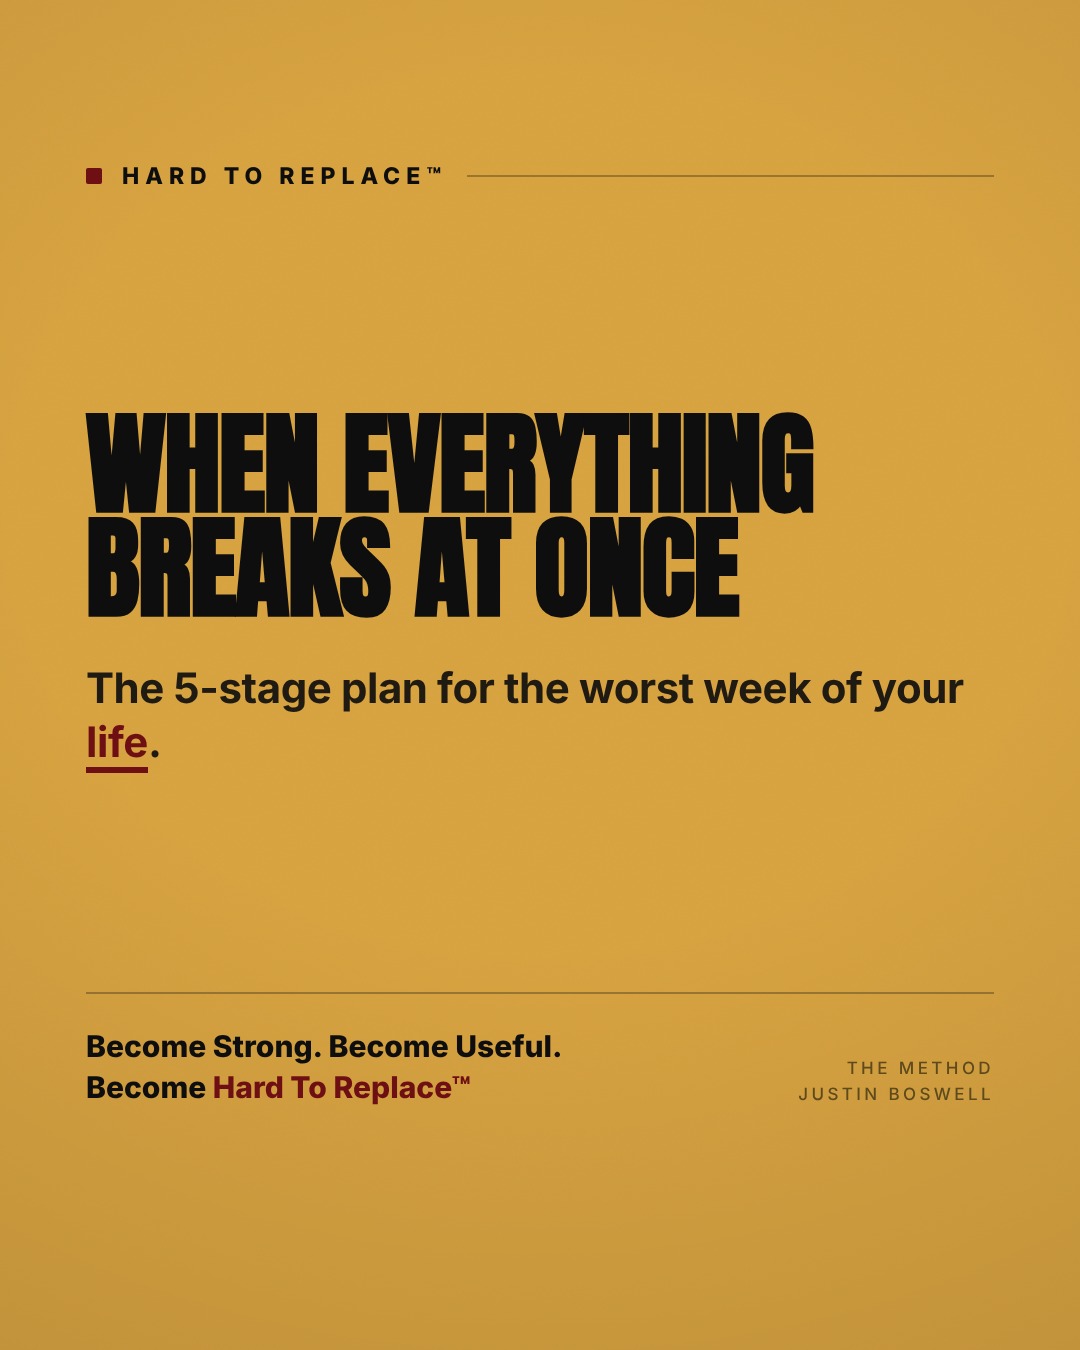 HARD TO REPLACE™
WHEN EVERYTHING
BREAKS AT ONCE
The 5-stage plan for the worst week of your
life.
Become Strong. Become Useful.
Become Hard To Replace™
THE METHOD
JUSTIN BOSWELL